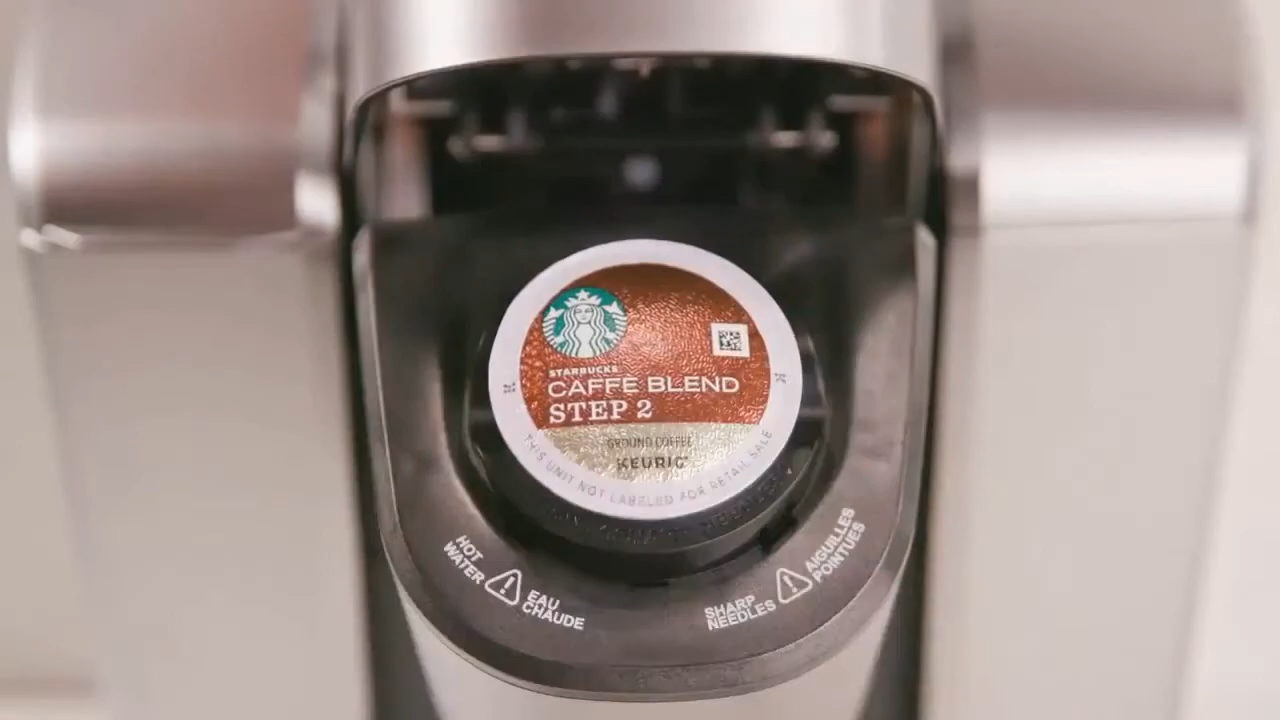 STARBUCKS
CAFFÈ BLEND
STEP 2
GROUND COFFEE
KEURIG
THIS UNIT NOT LABELED FOR RETAIL SALE
HOT
WATER
EAU
CHAUDE
SHARP
NEEDLES
AIGUILLES
POINTUES